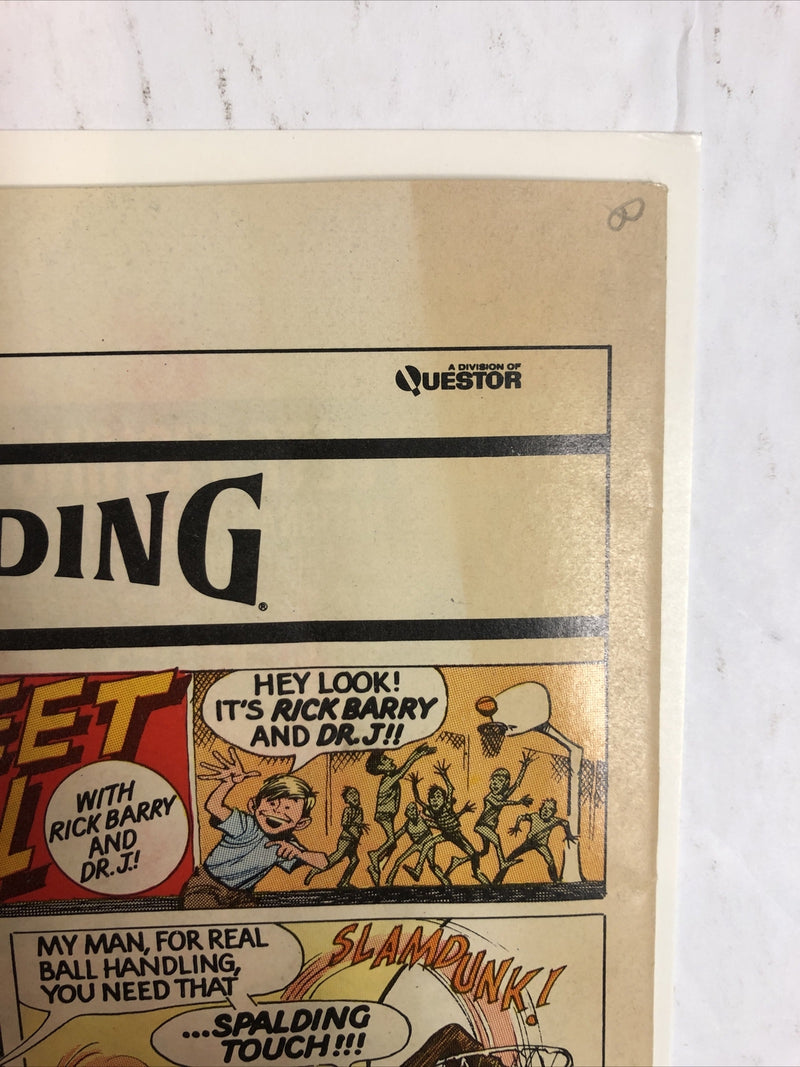 A DIVISION OF
QUESTOR
DING®
EET
L
WITH
RICK BARRY
AND
DR. J.!
HEY LOOK!
IT'S RICK BARRY
AND DR. J!!
MY MAN, FOR REAL
BALL HANDLING,
YOU NEED THAT
SLAMDUNK!
...SPALDING
TOUCH!!!